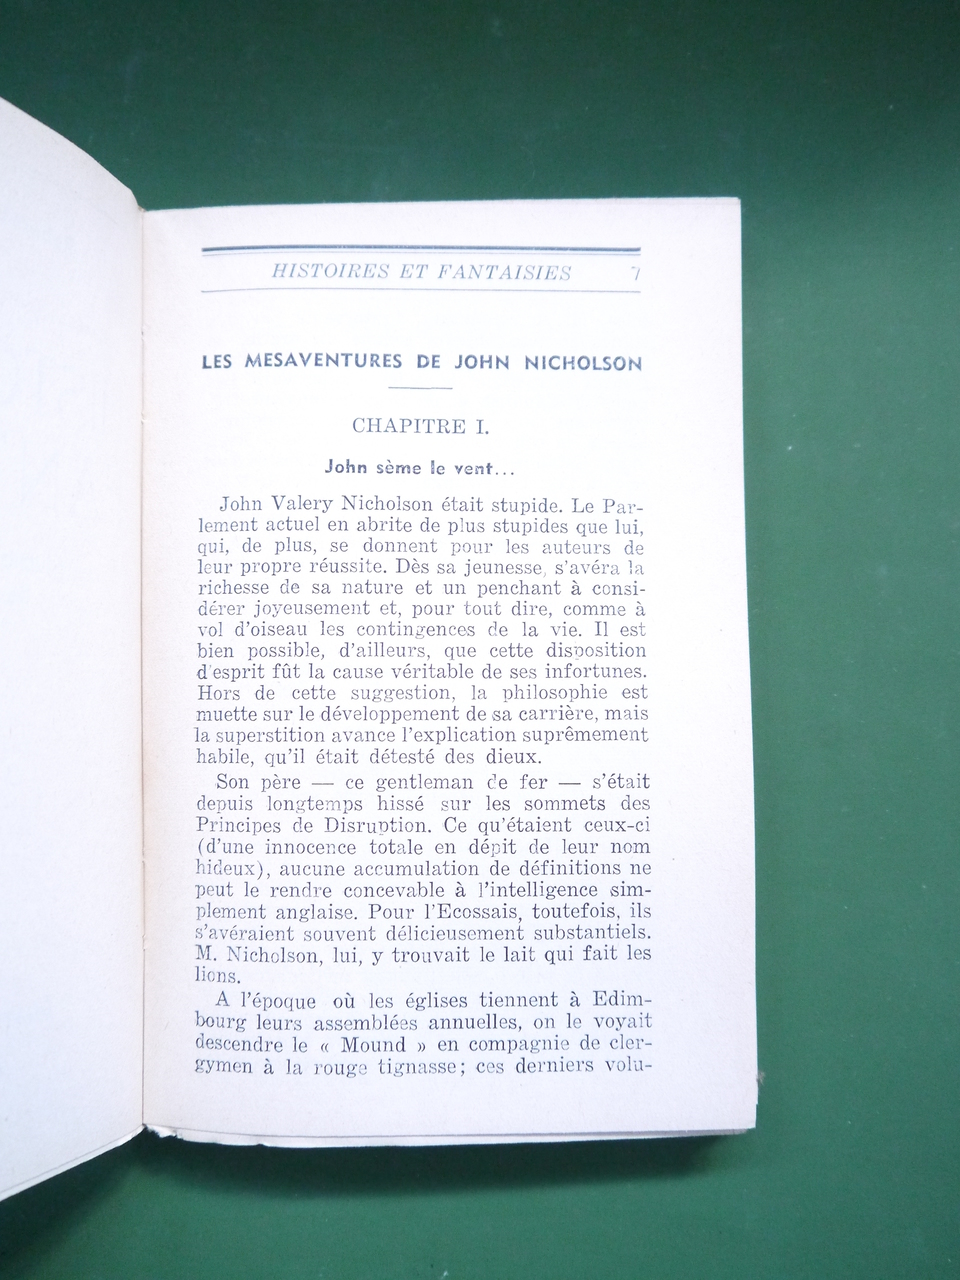 HISTOIRES ET FANTAISIES 7
LES MESAVENTURES DE JOHN NICHOLSON
CHAPITRE I.
John sème le vent...
John Valery Nicholson était stupide. Le Par-
lement actuel en abrite de plus stupides que lui,
qui, de plus, se donnent pour les auteurs de
leur propre réussite. Dès sa jeunesse, s'avéra la
richesse de sa nature et un penchant à consi-
dérer joyeusement et, pour tout dire, comme à
vol d'oiseau les contingences de la vie. Il est
bien possible, d'ailleurs, que cette disposition
d'esprit fût la cause véritable de ses infortunes.
Hors de cette suggestion, la philosophie est
muette sur le développement de sa carrière, mais
la superstition avance l'explication suprêmement
habile, qu'il était détesté des dieux.
Son père — ce gentleman de fer — s'était
depuis longtemps hissé sur les sommets des
Principes de Disruption. Ce qu'étaient ceux-ci
(d'une innocence totale en dépit de leur nom
hideux), aucune accumulation de définitions ne
peut le rendre concevable à l'intelligence sim-
plement anglaise. Pour l'Ecossais, toutefois, ils
s'avéraient souvent délicieusement substantiels.
M. Nicholson, lui, y trouvait le lait qui fait les
lions.
A l'époque où les églises tiennent à Edim-
bourg leurs assemblées annuelles, on le voyait
descendre le « Mound » en compagnie de cler-
gymen à la rouge tignasse; ces derniers volu-